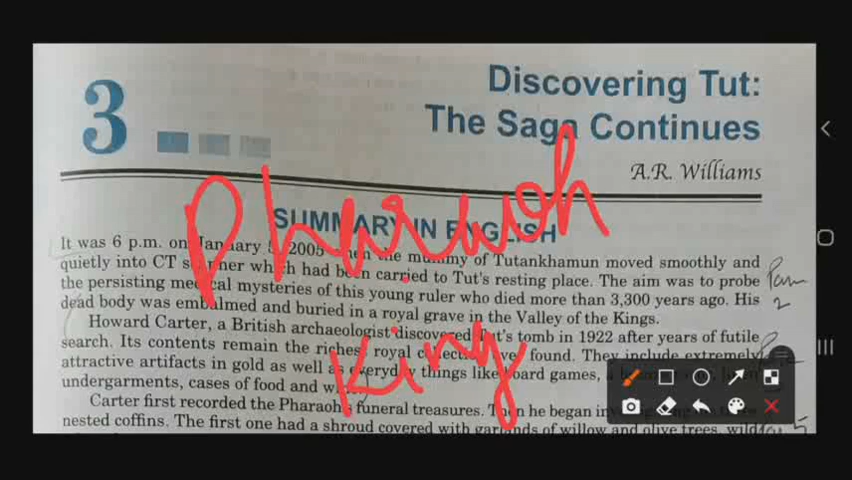 3
Discovering Tut:
The Saga Continues
A.R. Williams
SUMMARY IN ENGLISH
It was 6 p.m. on January 5, 2005 when the mummy of Tutankhamun moved smoothly and
quietly into CT scanner which had been carried to Tut's resting place. The aim was to probe
the persisting medical mysteries of this young ruler who died more than 3,300 years ago. His
dead body was embalmed and buried in a royal grave in the Valley of the Kings.
Howard Carter, a British archaeologist discovered Tut's tomb in 1922 after years of futile
search. Its contents remain the richest royal collection ever found. They include extremely
attractive artifacts in gold as well as everyday things like board games, a
undergarments, cases of food and
Carter first recorded the Pharaoh's funeral treasures. Then he began
nested coffins. The first one had a shroud covered with garlands of willow and olive trees, wild
Pharaoh
King